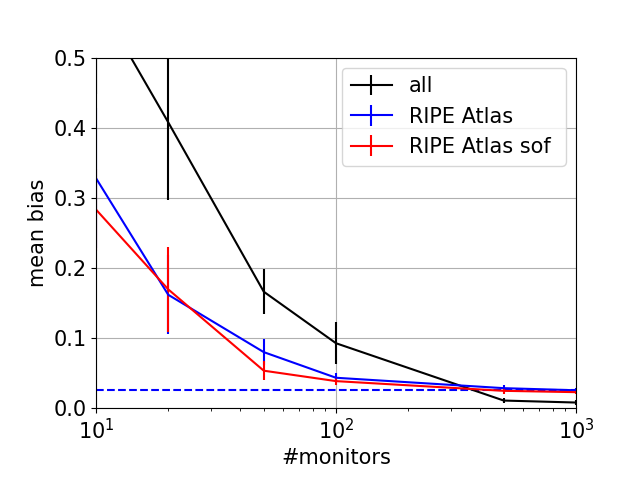 0.5
0.4
0.3
0.2
0.1
0.0
mean bias
all
RIPE Atlas
RIPE Atlas sof
10¹
10²
10³
#monitors